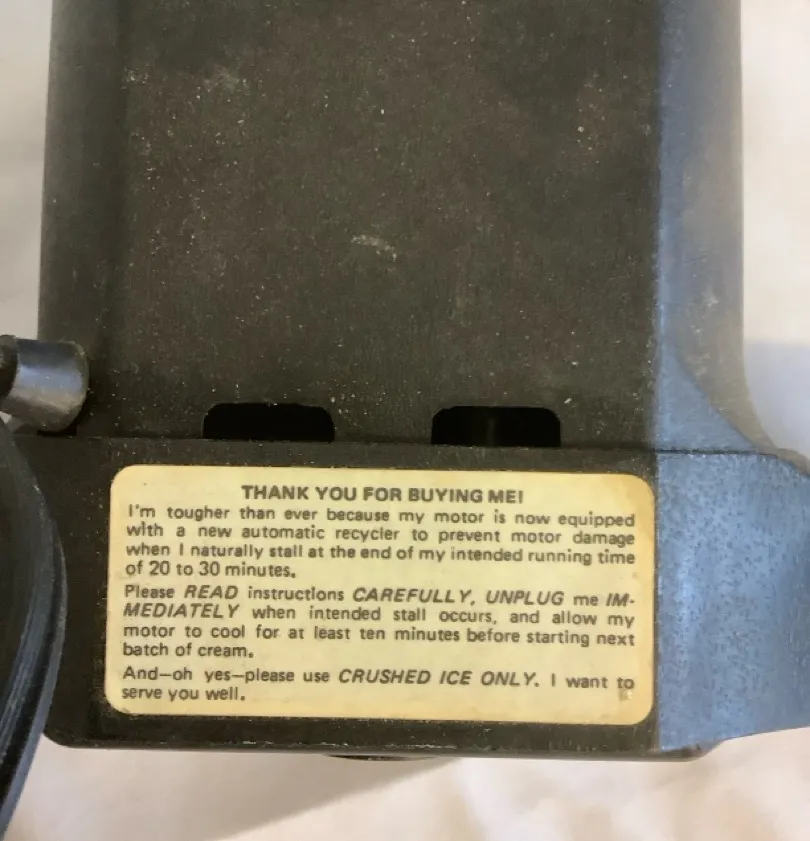 THANK YOU FOR BUYING ME!
I'm tougher than ever because my motor is now equipped
with a new automatic recycler to prevent motor damage
when I naturally stall at the end of my intended running time
of 20 to 30 minutes.
Please READ instructions CAREFULLY, UNPLUG me IM-
MEDIATELY when intended stall occurs, and allow my
motor to cool for at least ten minutes before starting next
batch of cream.
And—oh yes—please use CRUSHED ICE ONLY. I want to
serve you well.